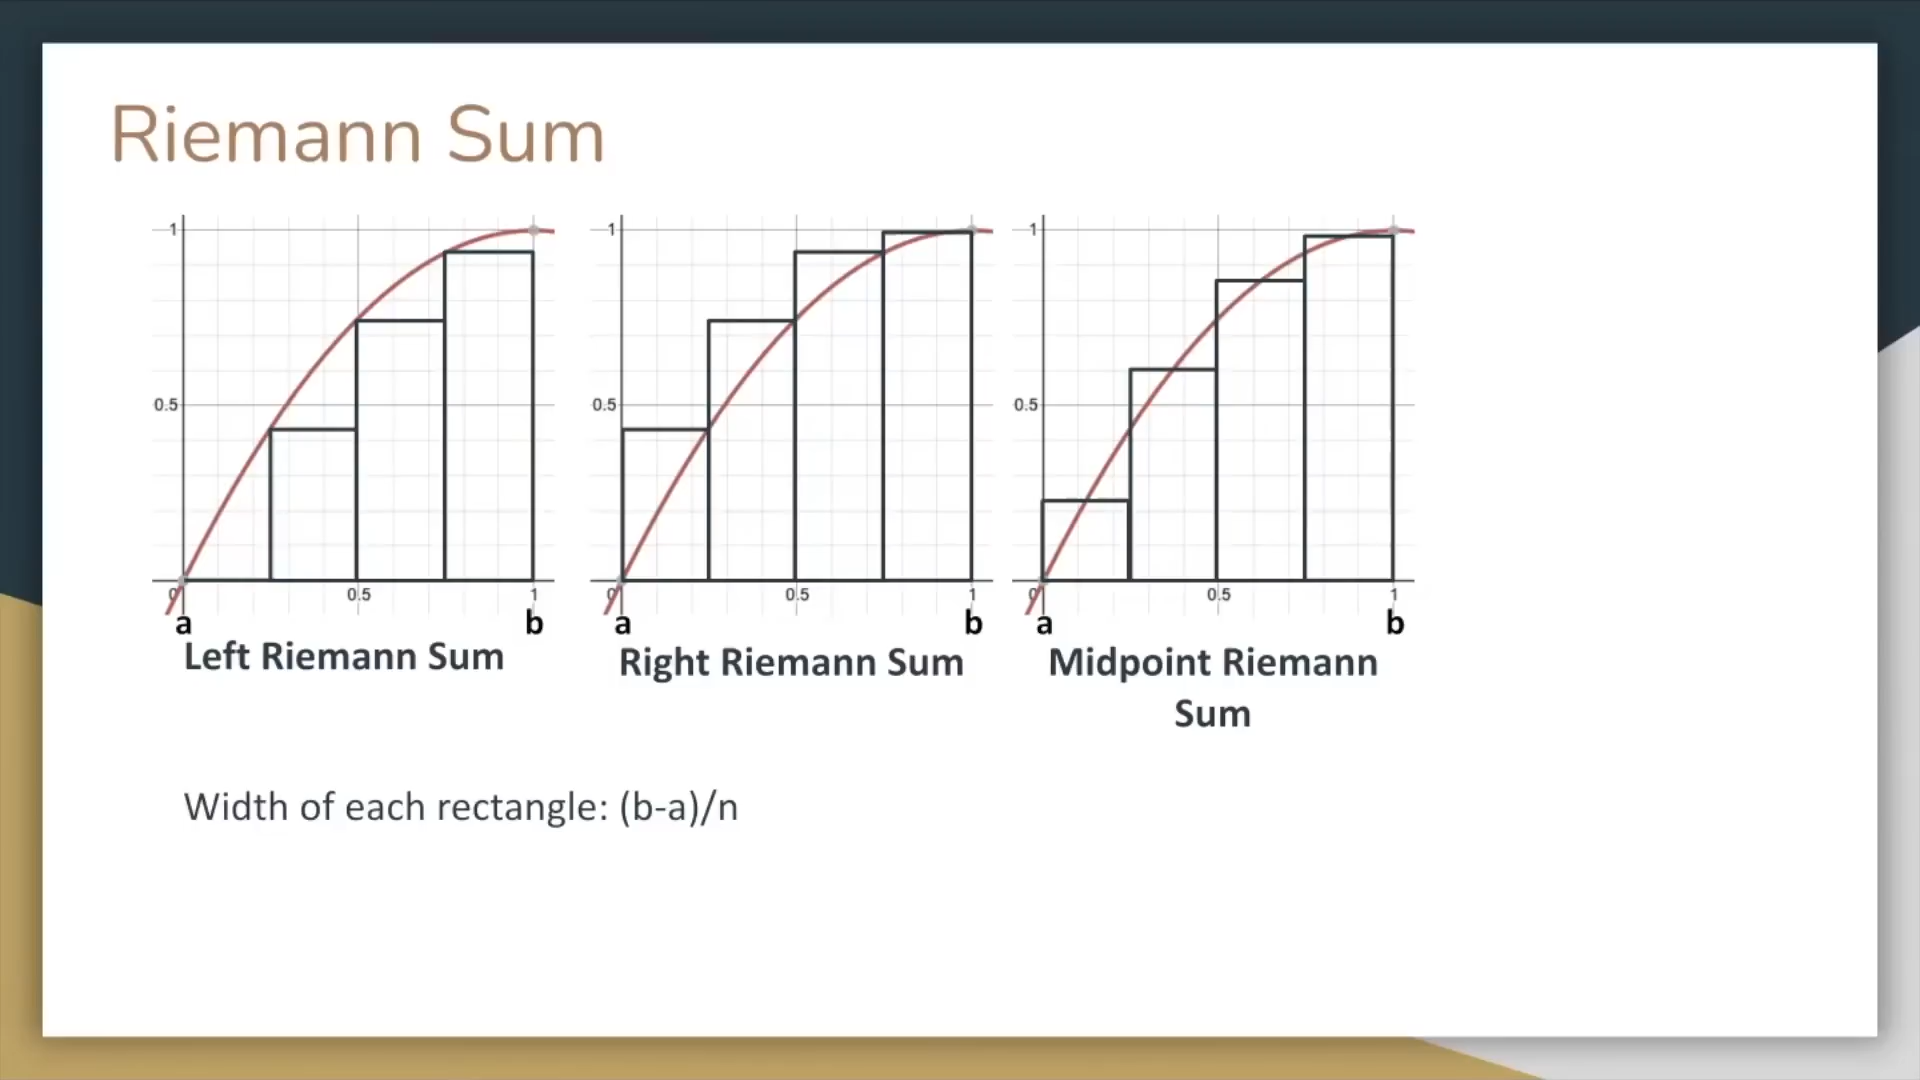 Riemann Sum
1
0.5
0
0.5
1
a
b
Left Riemann Sum
1
0.5
0
0.5
1
a
b
Right Riemann Sum
1
0.5
0
0.5
1
a
b
Midpoint Riemann
Sum
Width of each rectangle: (b-a)/n